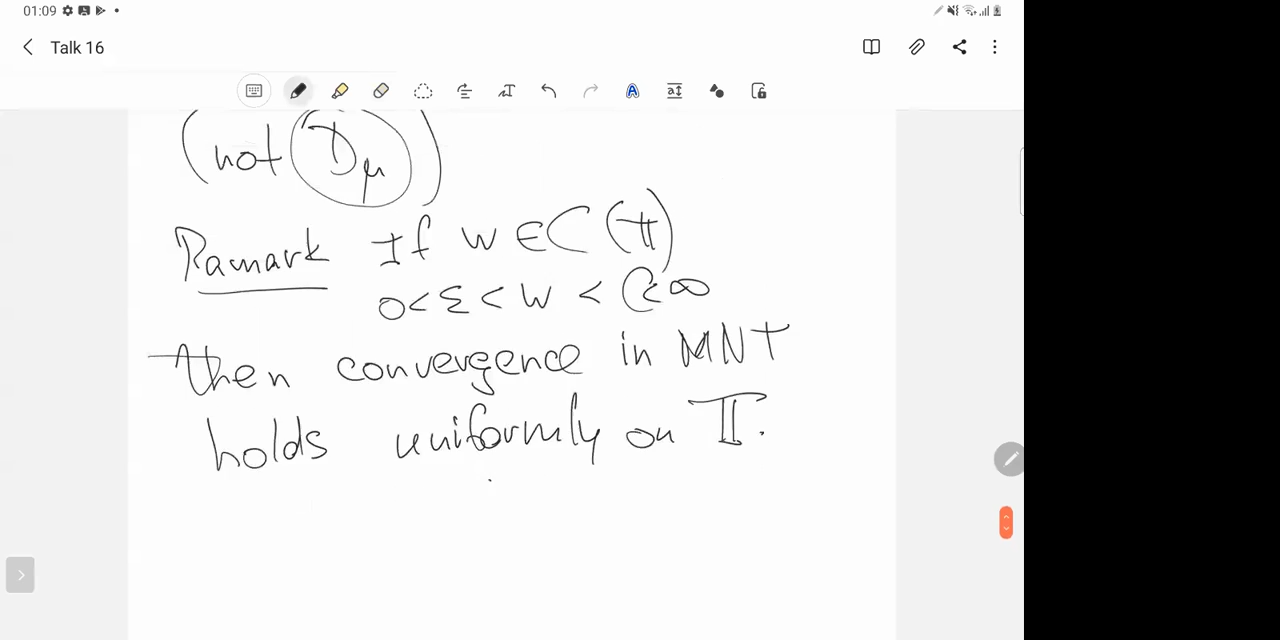 01:09
Talk 16
(not D_μ)
Remark If w ∈ C(𝕋)
0 < ε < w < C < ∞
then convergence in MNT
holds uniformly on 𝕋.